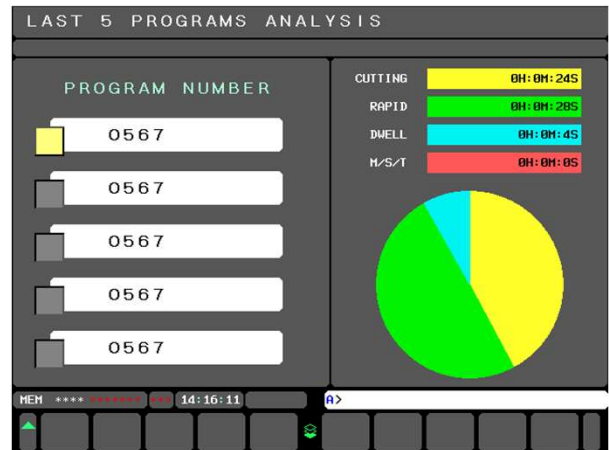 LAST 5 PROGRAMS ANALYSIS
PROGRAM NUMBER
O567
O567
O567
O567
O567
CUTTING 0H:0M:24S
RAPID 0H:0M:28S
DWELL 0H:0M:4S
M/S/T 0H:0M:0S
MEM **** ******* *** 14:16:11
A>